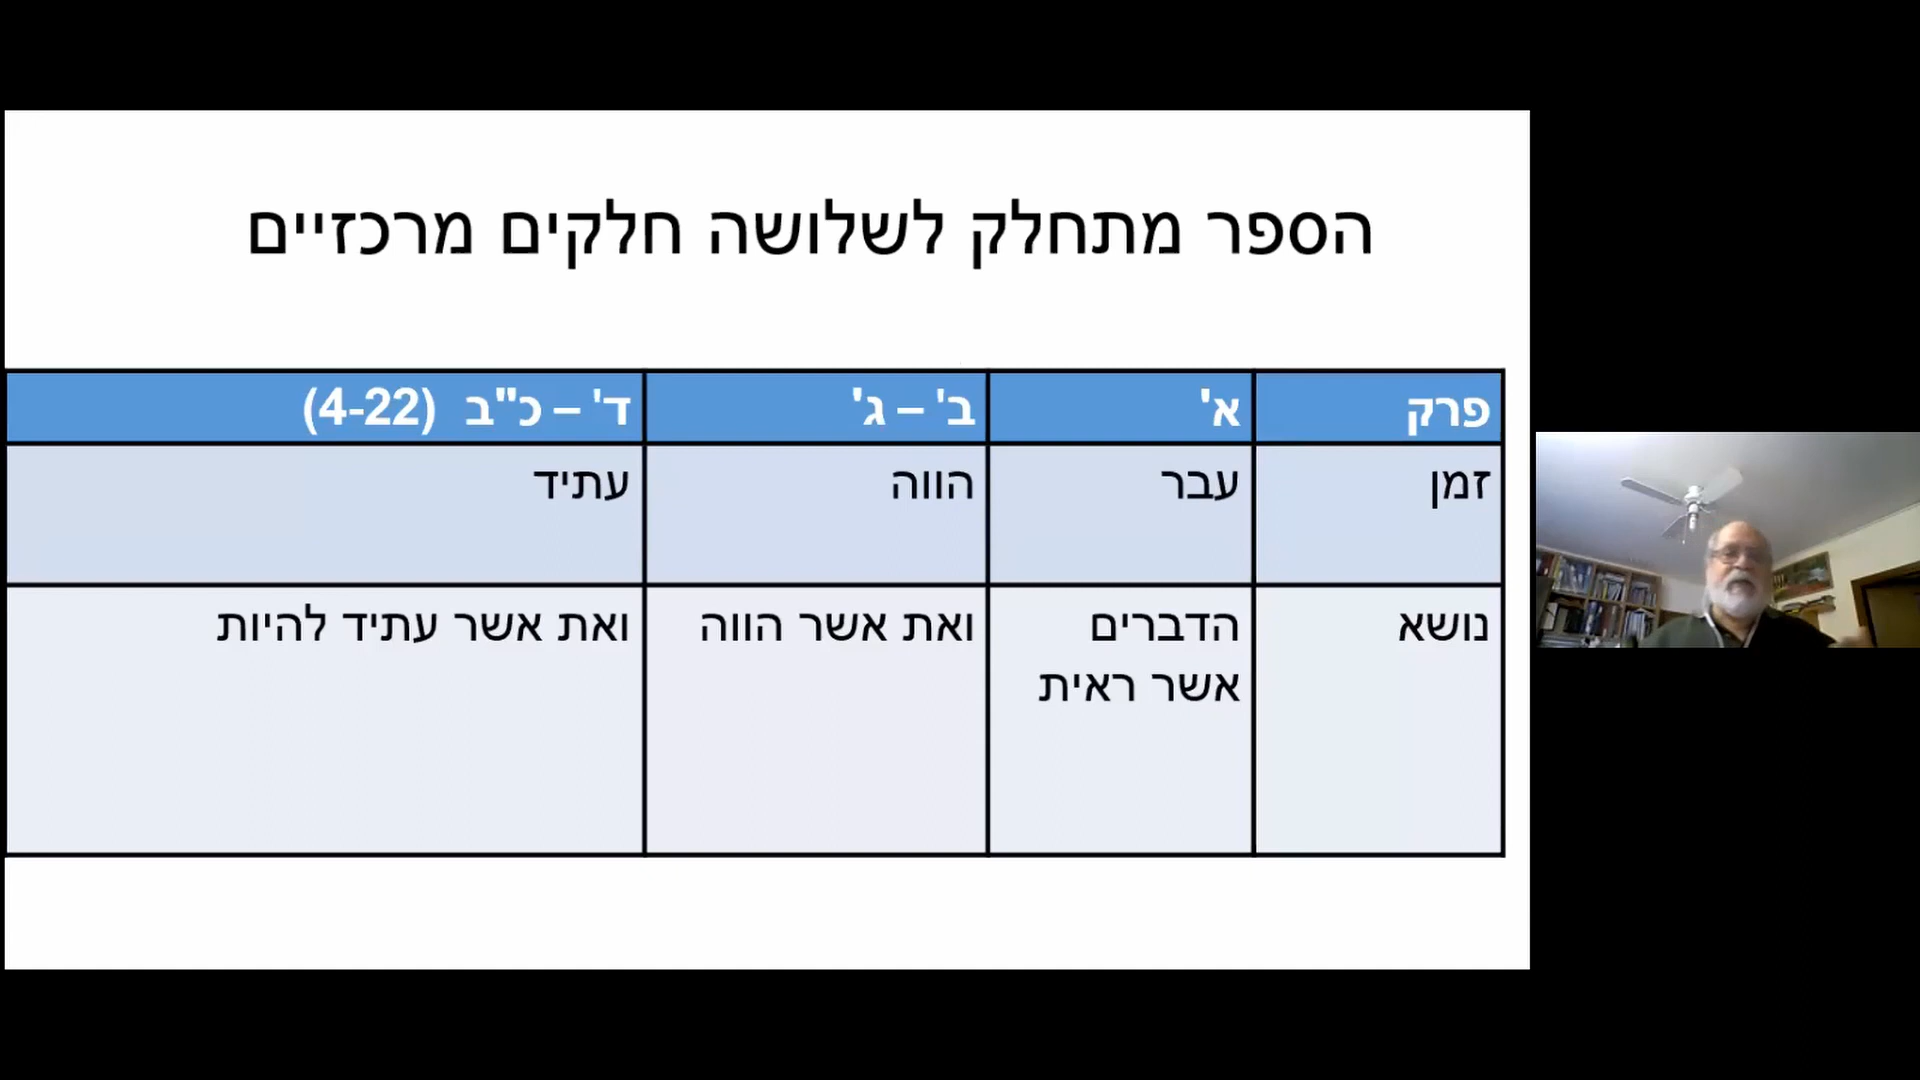 הספר מתחלק לשלושה חלקים מרכזיים
פרק א' ב' – ג' ד' – כ"ב (4-22)
זמן עבר הווה עתיד
נושא הדברים ואת אשר הווה ואת אשר עתיד להיות
אשר ראית